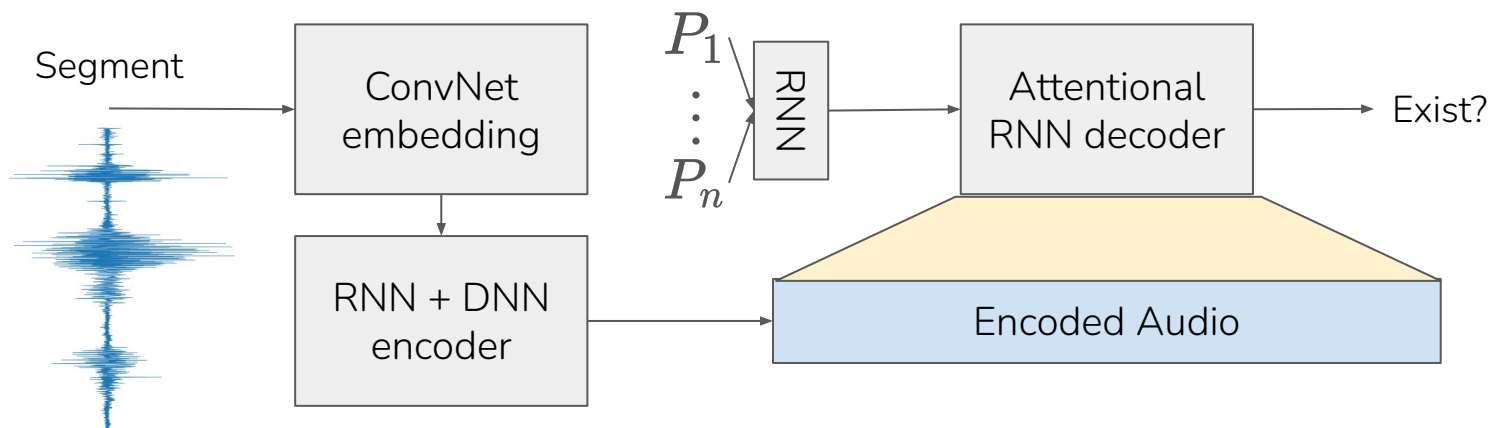 Segment
ConvNet
embedding
RNN + DNN
encoder
P₁
⋮
Pₙ
RNN
Attentional
RNN decoder
Exist?
Encoded Audio